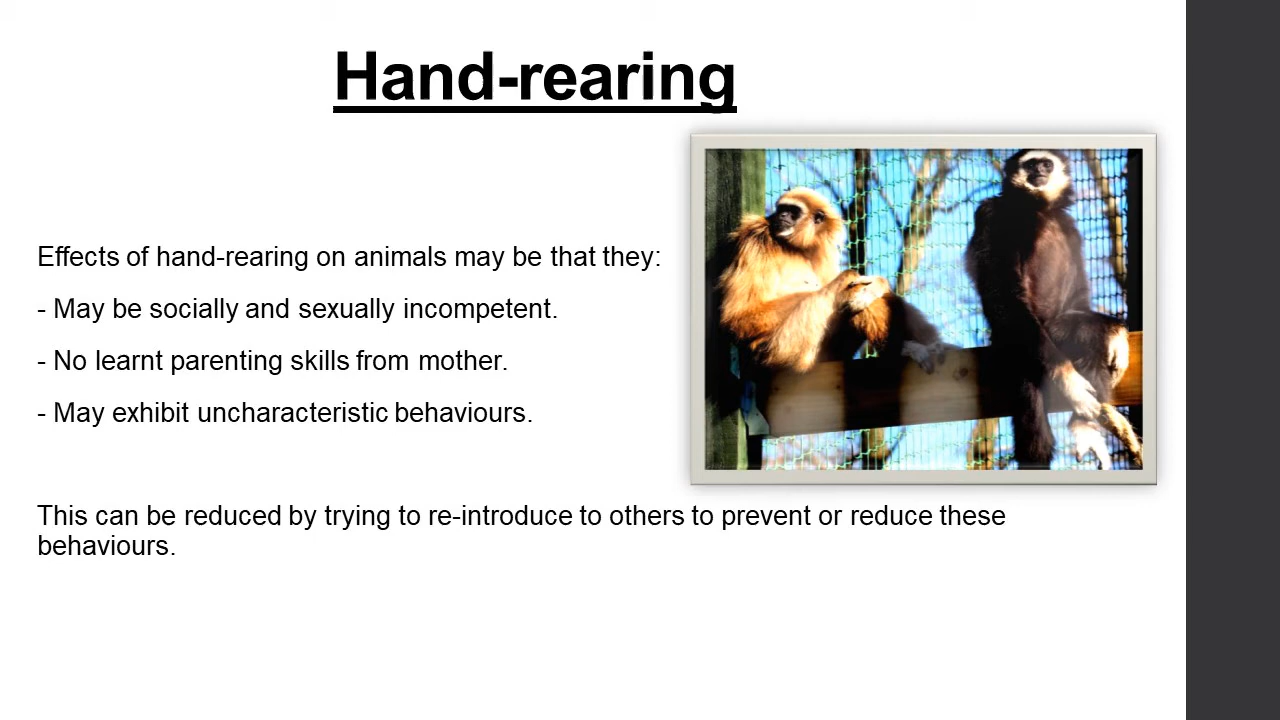 Hand-rearing
Effects of hand-rearing on animals may be that they:
- May be socially and sexually incompetent.
- No learnt parenting skills from mother.
- May exhibit uncharacteristic behaviours.
This can be reduced by trying to re-introduce to others to prevent or reduce these
behaviours.